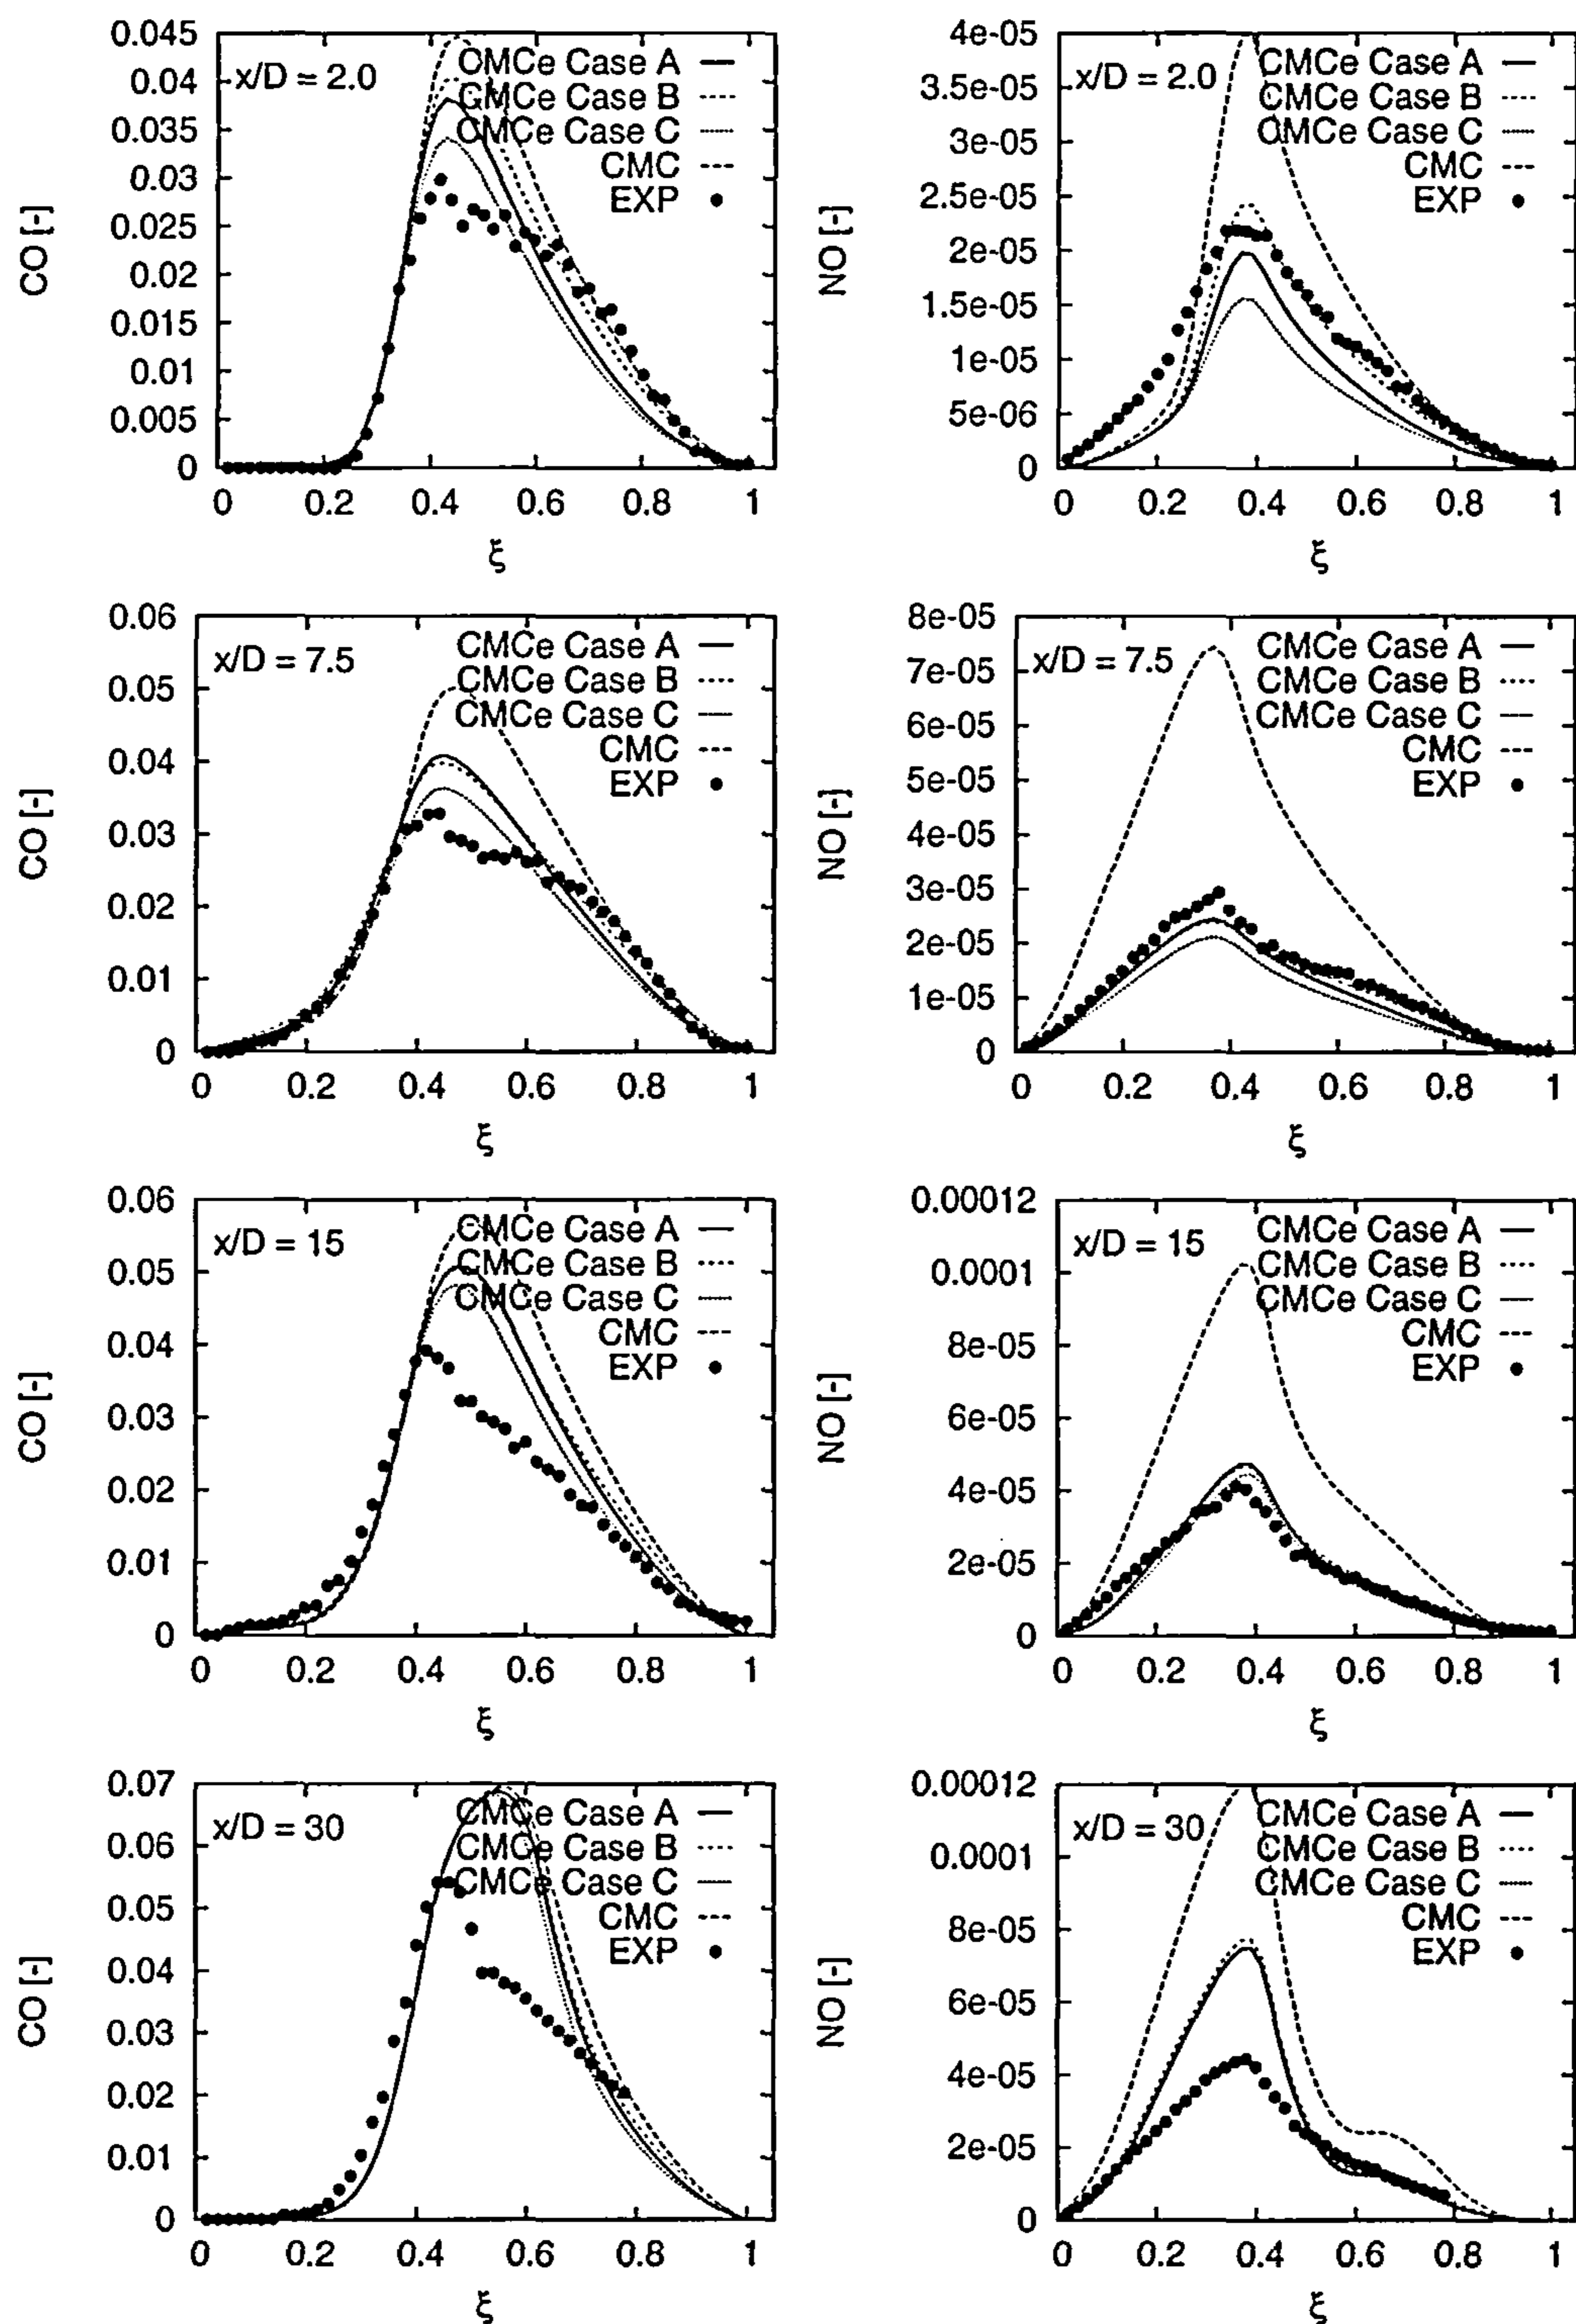 0.045
0.04
0.035
0.03
0.025
0.02
0.015
0.01
0.005
0
CO [-]
x/D = 2.0
CMCe Case A
CMCe Case B
CMCe Case C
CMC
EXP
0 0.2 0.4 0.6 0.8 1
ξ
4e-05
3.5e-05
3e-05
2.5e-05
2e-05
1.5e-05
1e-05
5e-06
0
NO [-]
x/D = 2.0
CMCe Case A
CMCe Case B
CMCe Case C
CMC
EXP
0 0.2 0.4 0.6 0.8 1
ξ
0.06
0.05
0.04
0.03
0.02
0.01
0
CO [-]
x/D = 7.5
CMCe Case A
CMCe Case B
CMCe Case C
CMC
EXP
0 0.2 0.4 0.6 0.8 1
ξ
8e-05
7e-05
6e-05
5e-05
4e-05
3e-05
2e-05
1e-05
0
NO [-]
x/D = 7.5
CMCe Case A
CMCe Case B
CMCe Case C
CMC
EXP
0 0.2 0.4 0.6 0.8 1
ξ
0.06
0.05
0.04
0.03
0.02
0.01
0
CO [-]
x/D = 15
CMCe Case A
CMCe Case B
CMCe Case C
CMC
EXP
0 0.2 0.4 0.6 0.8 1
ξ
0.00012
0.0001
8e-05
6e-05
4e-05
2e-05
0
NO [-]
x/D = 15
CMCe Case A
CMCe Case B
CMCe Case C
CMC
EXP
0 0.2 0.4 0.6 0.8 1
ξ
0.07
0.06
0.05
0.04
0.03
0.02
0.01
0
CO [-]
x/D = 30
CMCe Case A
CMCe Case B
CMCe Case C
CMC
EXP
0 0.2 0.4 0.6 0.8 1
ξ
0.00012
0.0001
8e-05
6e-05
4e-05
2e-05
0
NO [-]
x/D = 30
CMCe Case A
CMCe Case B
CMCe Case C
CMC
EXP
0 0.2 0.4 0.6 0.8 1
ξ